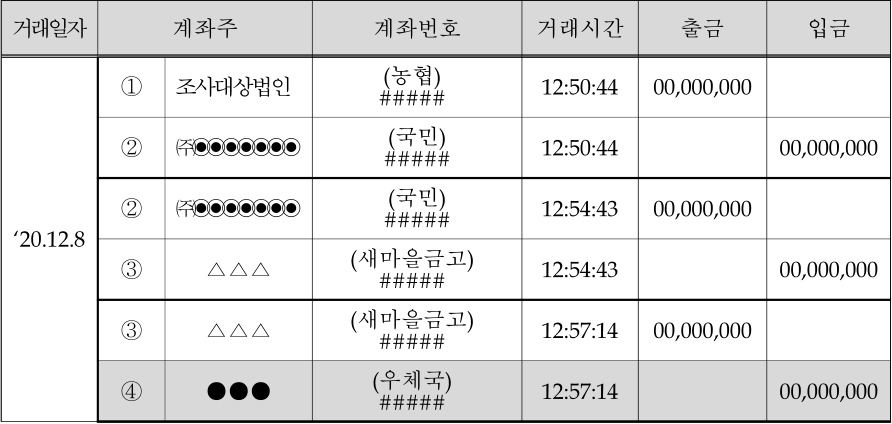 거래일자 계좌주 계좌번호 거래시간 출금 입금
① 조사대상법인 (농협) ##### 12:50:44 00,000,000
② ㈜◉◉◉◉◉◉◉ (국민) ##### 12:50:44 00,000,000
② ㈜◉◉◉◉◉◉◉ (국민) ##### 12:54:43 00,000,000
‘20.12.8
③ △△△ (새마을금고) ##### 12:54:43 00,000,000
③ △△△ (새마을금고) ##### 12:57:14 00,000,000
④ ●●● (우체국) ##### 12:57:14 00,000,000